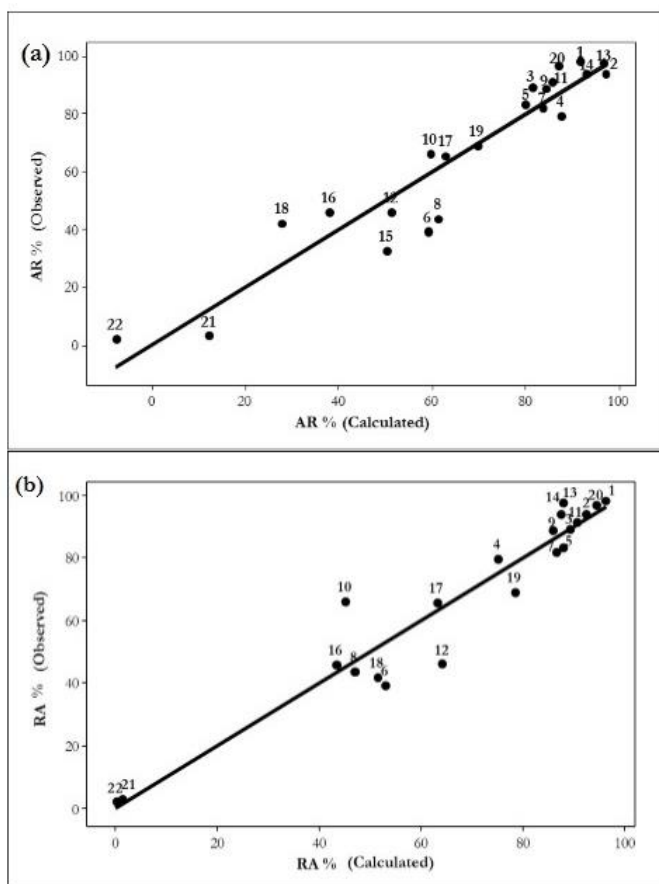 (a)
AR % (Observed)
100
80
60
40
20
0
20 1 13
3 9 11 14 2
5 7 4
10 17 19
18 16 12 6 8
15
22 21
0 20 40 60 80 100
AR % (Calculated)
(b)
RA % (Observed)
100
80
60
40
20
0
14 13 2 20 1
9 3 11
4 7 5
10 17 19
16 8 18 6 12
22 21
0 20 40 60 80 100
RA % (Calculated)